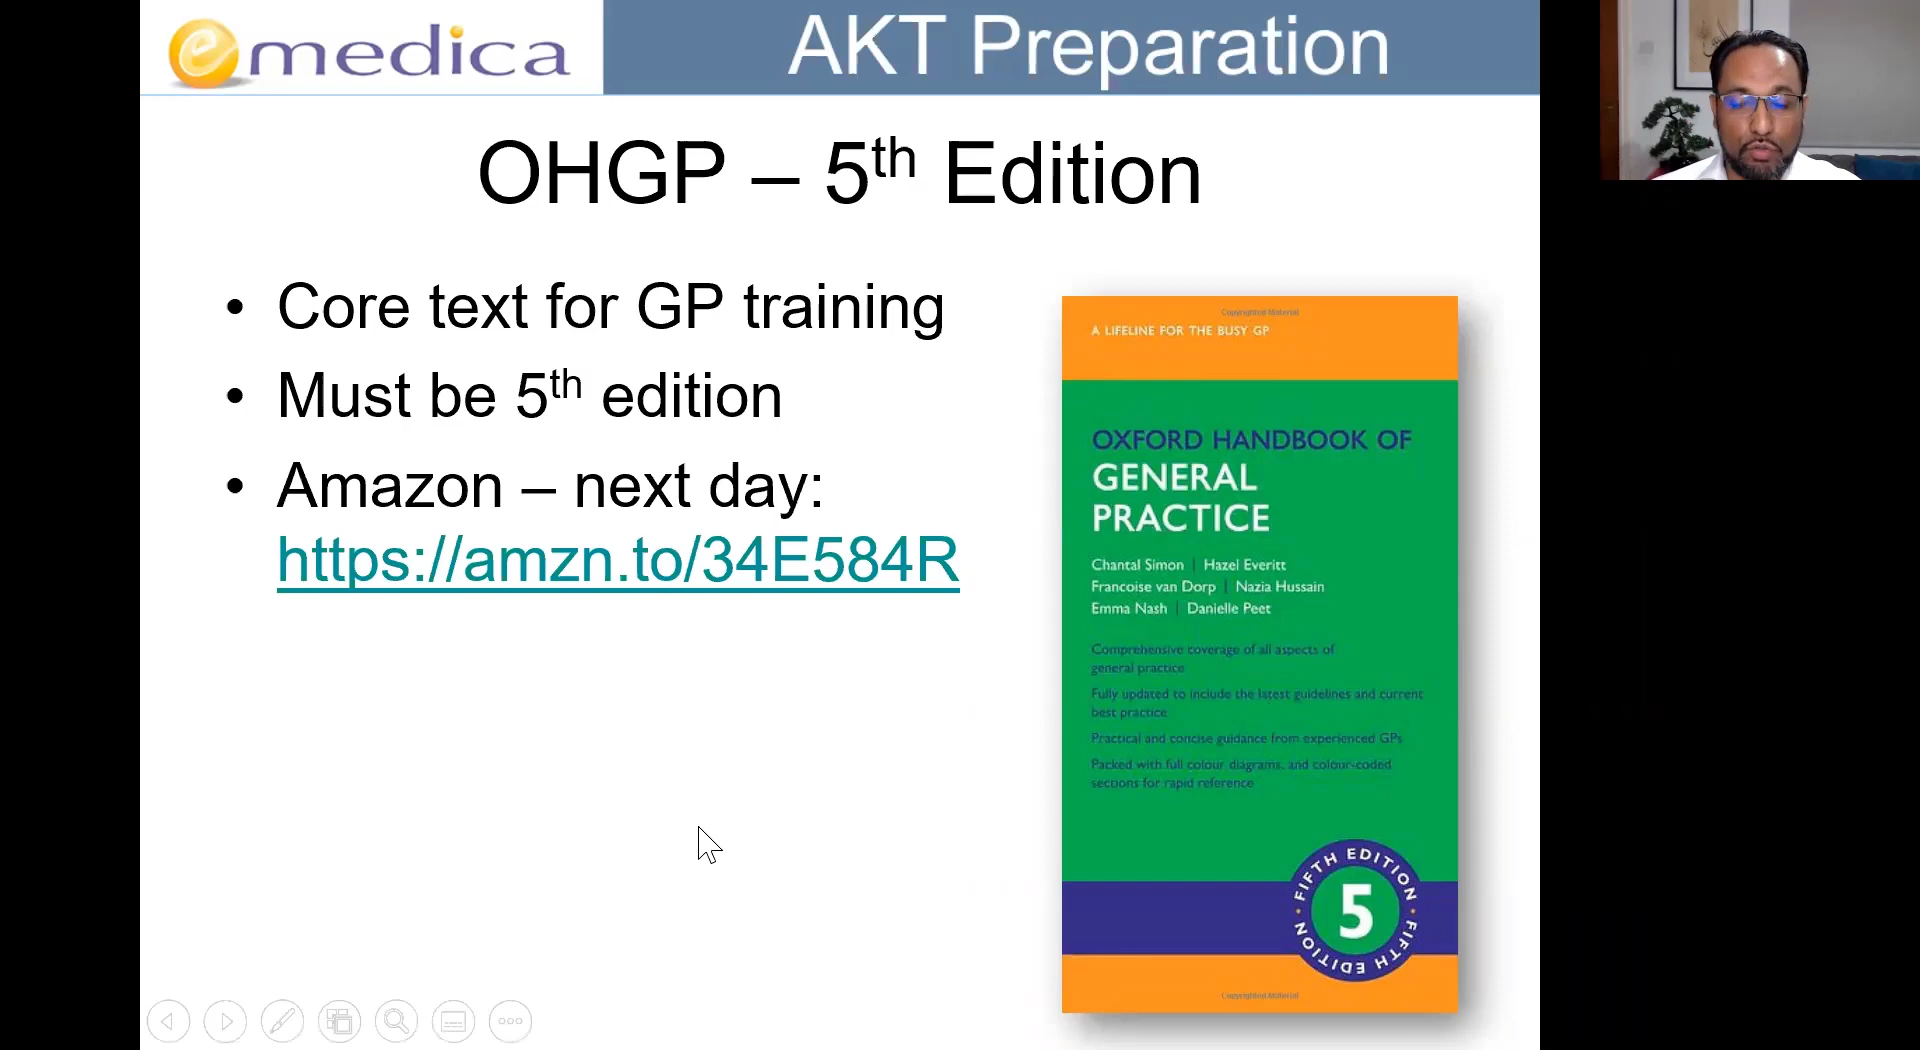 emedica
AKT Preparation
OHGP – 5th Edition
• Core text for GP training
• Must be 5th edition
• Amazon – next day:
https://amzn.to/34E584R
Copyrighted Material
A LIFELINE FOR THE BUSY GP
OXFORD HANDBOOK OF
GENERAL
PRACTICE
Chantal Simon | Hazel Everitt
Francoise van Dorp | Nazia Hussain
Emma Nash | Danielle Peet
Comprehensive coverage of all aspects of
general practice
Fully updated to include the latest guidelines and current
best practice
Practical and concise guidance from experienced GPs
Packed with full colour diagrams, and colour-coded
sections for rapid reference
FIFTH EDITION • FIFTH EDITION •
5
Copyrighted Material